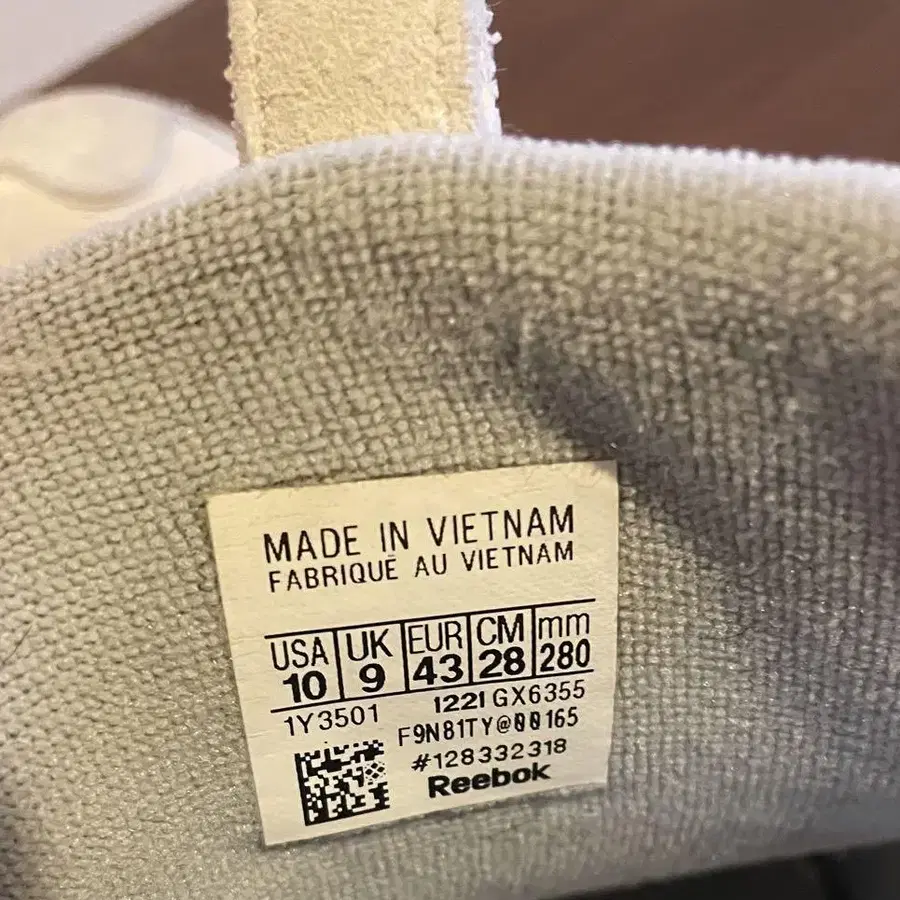 MADE IN VIETNAM
FABRIQUÉ AU VIETNAM
USA UK EUR CM mm
10 9 43 28 280
1Y3501 1221 GX6355
F9N81TY@00165
#128332318
Reebok